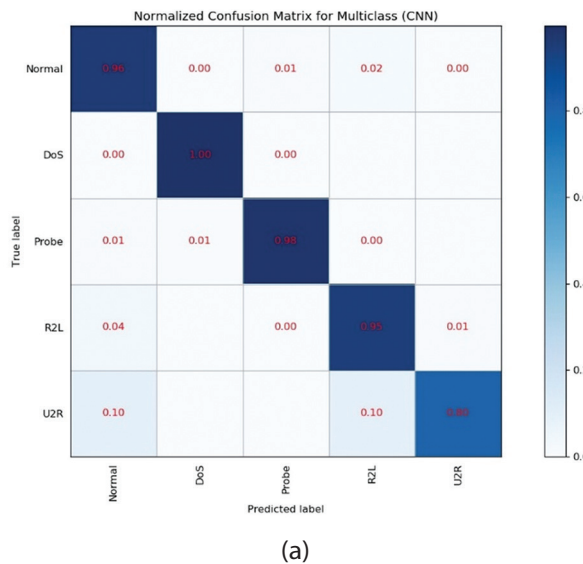 Normalized Confusion Matrix for Multiclass (CNN)
Normal 0.96 0.00 0.01 0.02 0.00
DoS 0.00 1.00 0.00
Probe 0.01 0.01 0.98 0.00
R2L 0.04 0.00 0.95 0.01
U2R 0.10 0.10 0.80
True label
Normal DoS Probe R2L U2R
Predicted label
(a)